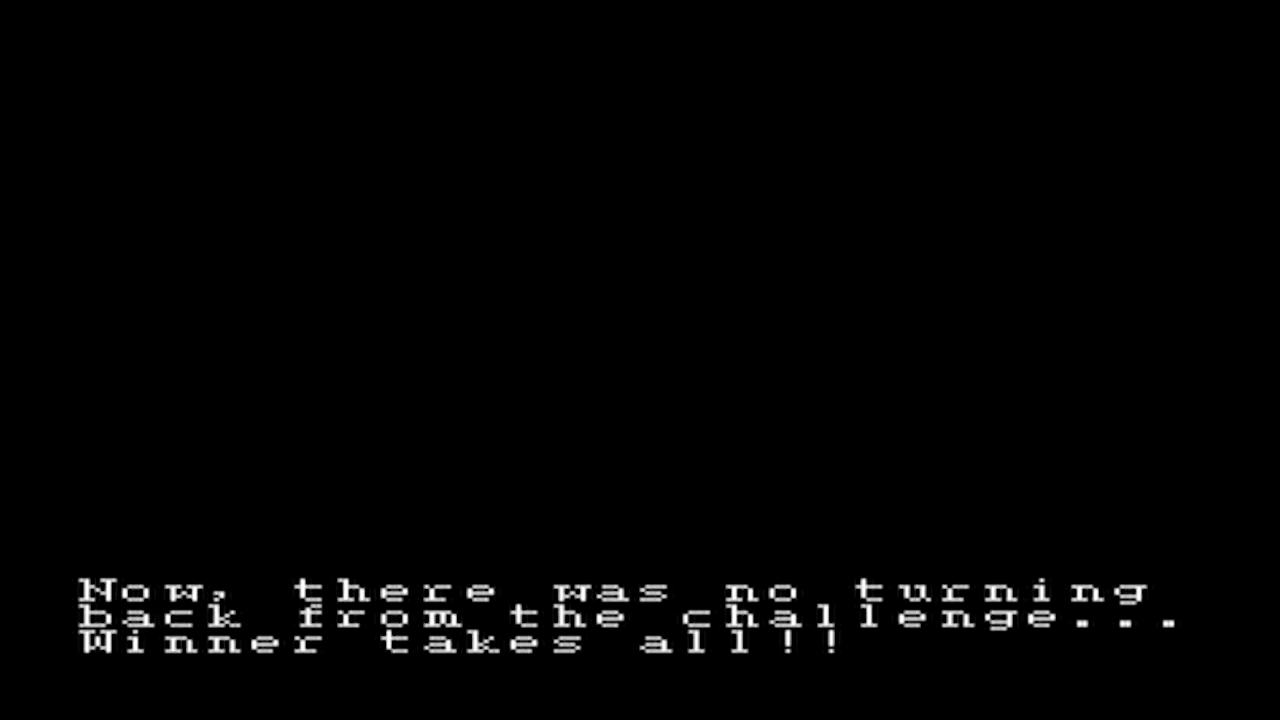 Now, there was no turning
back from the challenge...
Winner takes all!!